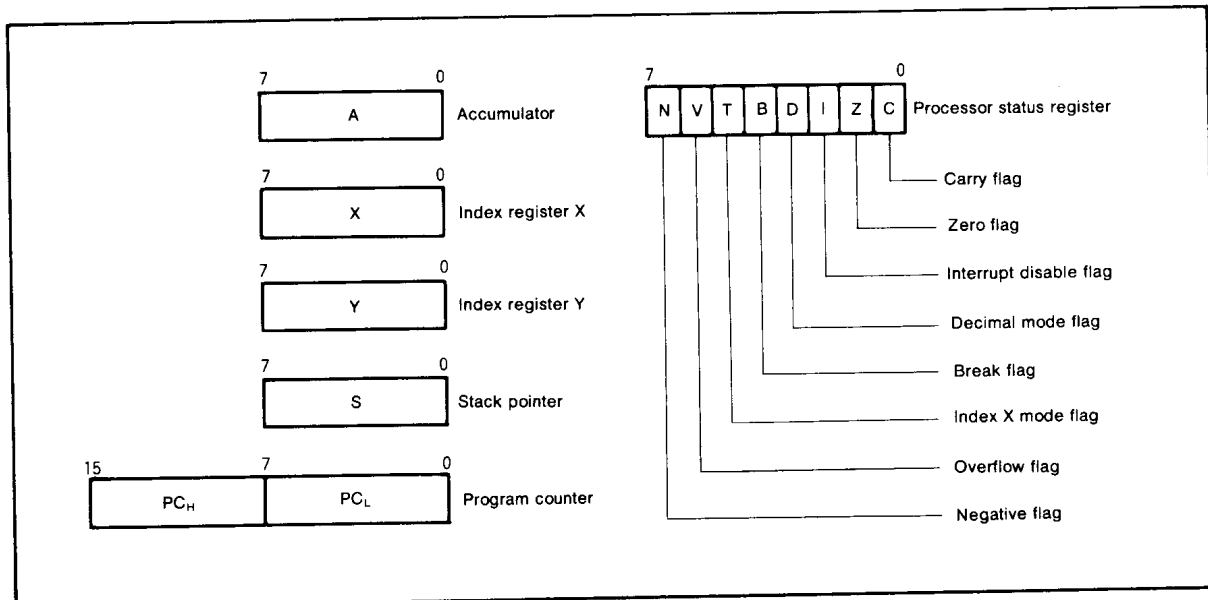 7 0
A
Accumulator
7 0
X
Index register X
7 0
Y
Index register Y
7 0
S
Stack pointer
15 7 0
PCH PCL
Program counter
7 0
N V T B D I Z C
Processor status register
Carry flag
Zero flag
Interrupt disable flag
Decimal mode flag
Break flag
Index X mode flag
Overflow flag
Negative flag